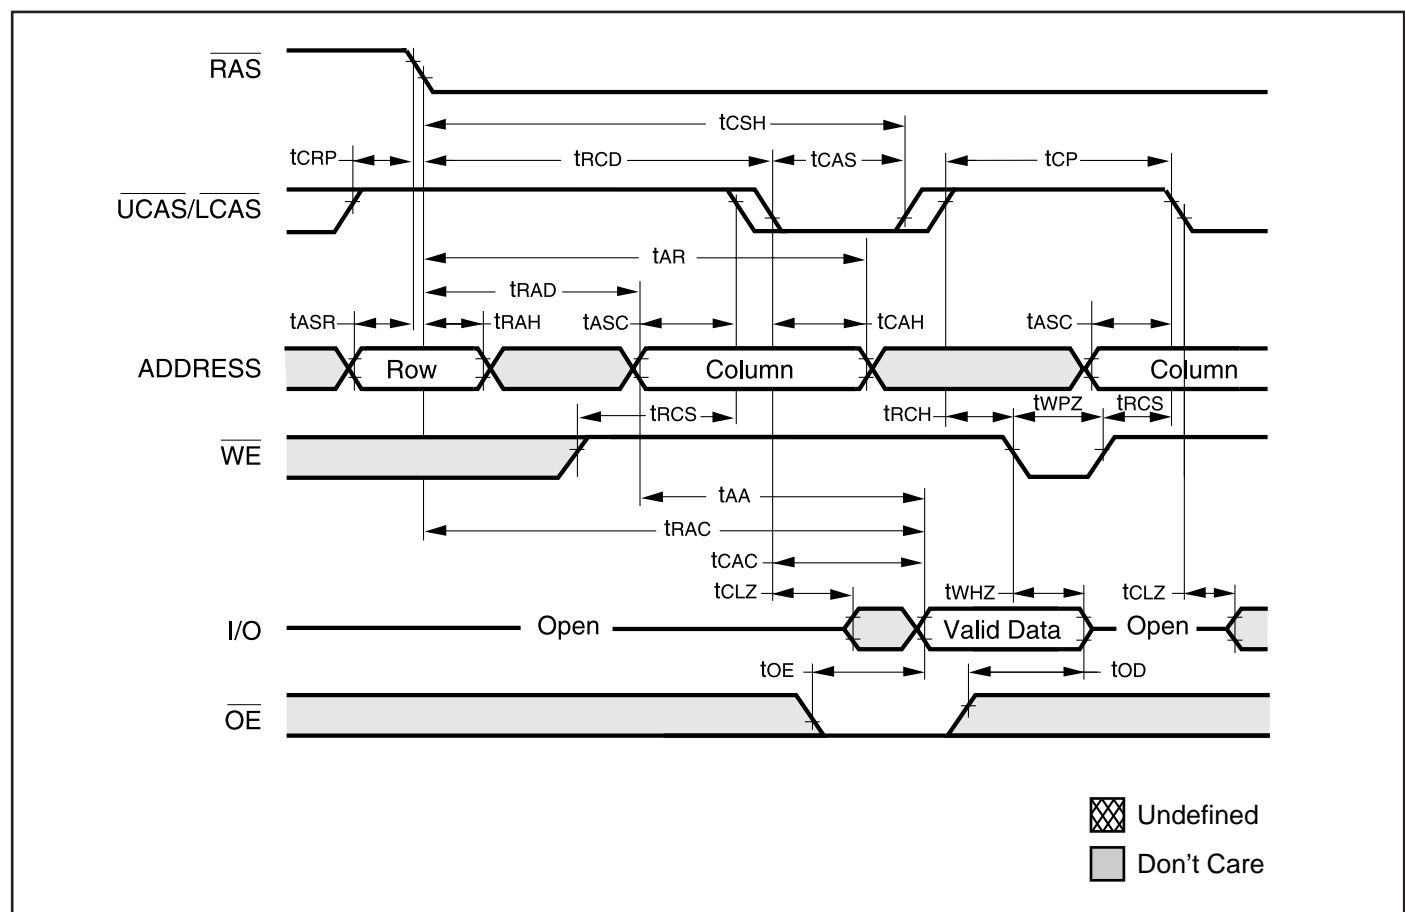 RAS
tCSH
tCRP tRCD tCAS tCP
UCAS/LCAS
tAR
tRAD
tASR tRAH tASC tCAH tASC
ADDRESS Row Column Column
tRCS tRCH tWPZ tRCS
WE
tAA
tRAC
tCAC
tCLZ tWHZ tCLZ
I/O Open Valid Data Open
tOE tOD
OE
Undefined
Don't Care